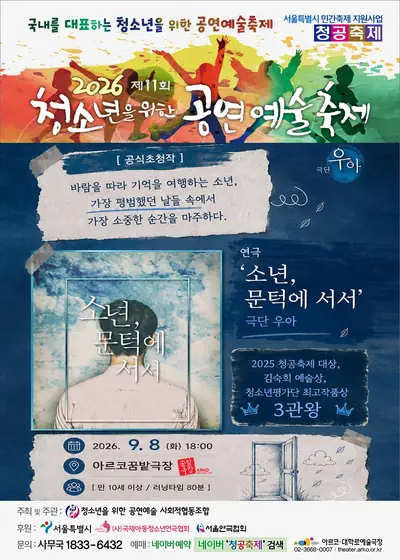 국내를 대표하는 청소년을 위한 공연예술축제
서울특별시 민간축제 지원사업
청공축제
2026 제11회
청소년을 위한 공연예술축제
극단 우아
[ 공식초청작 ]
바람을 따라 기억을 여행하는 소년,
가장 평범했던 날들 속에서
가장 소중한 순간을 마주하다.
소년,
문턱에
서서
연극
'소년,
문턱에 서서'
극단 우아
2025 청공축제 대상,
김숙희 예술상,
청소년평가단 최고작품상
3관왕
2026. 9. 8 (화) 18:00
아르코꿈밭극장
ARKO
[ 만 10세 이상 / 러닝타임 80분 ]
주최 및 주관 : 청소년을 위한 공연예술 사회적협동조합
후원 : 서울특별시 (사)국제아동청소년연극협회 서울연극협회
문의 : 사무국 1833-6432 예매 : 네이버예약 네이버 '청공축제' 검색
아르코·대학로예술극장
02-3668-0007 | theater.arko.or.kr